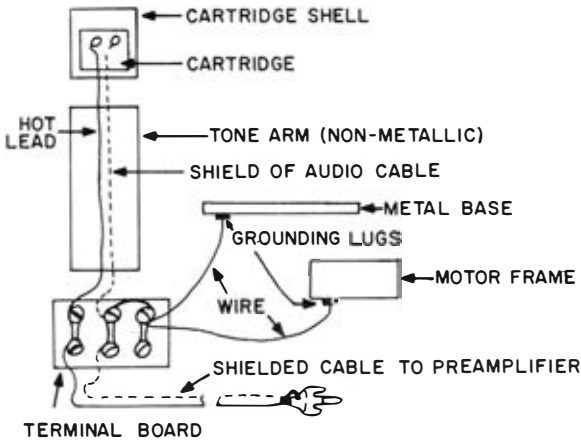 CARTRIDGE SHELL
CARTRIDGE
HOT
LEAD
TONE ARM (NON-METALLIC)
SHIELD OF AUDIO CABLE
METAL BASE
GROUNDING LUGS
MOTOR FRAME
WIRE
SHIELDED CABLE TO PREAMPLIFIER
TERMINAL BOARD